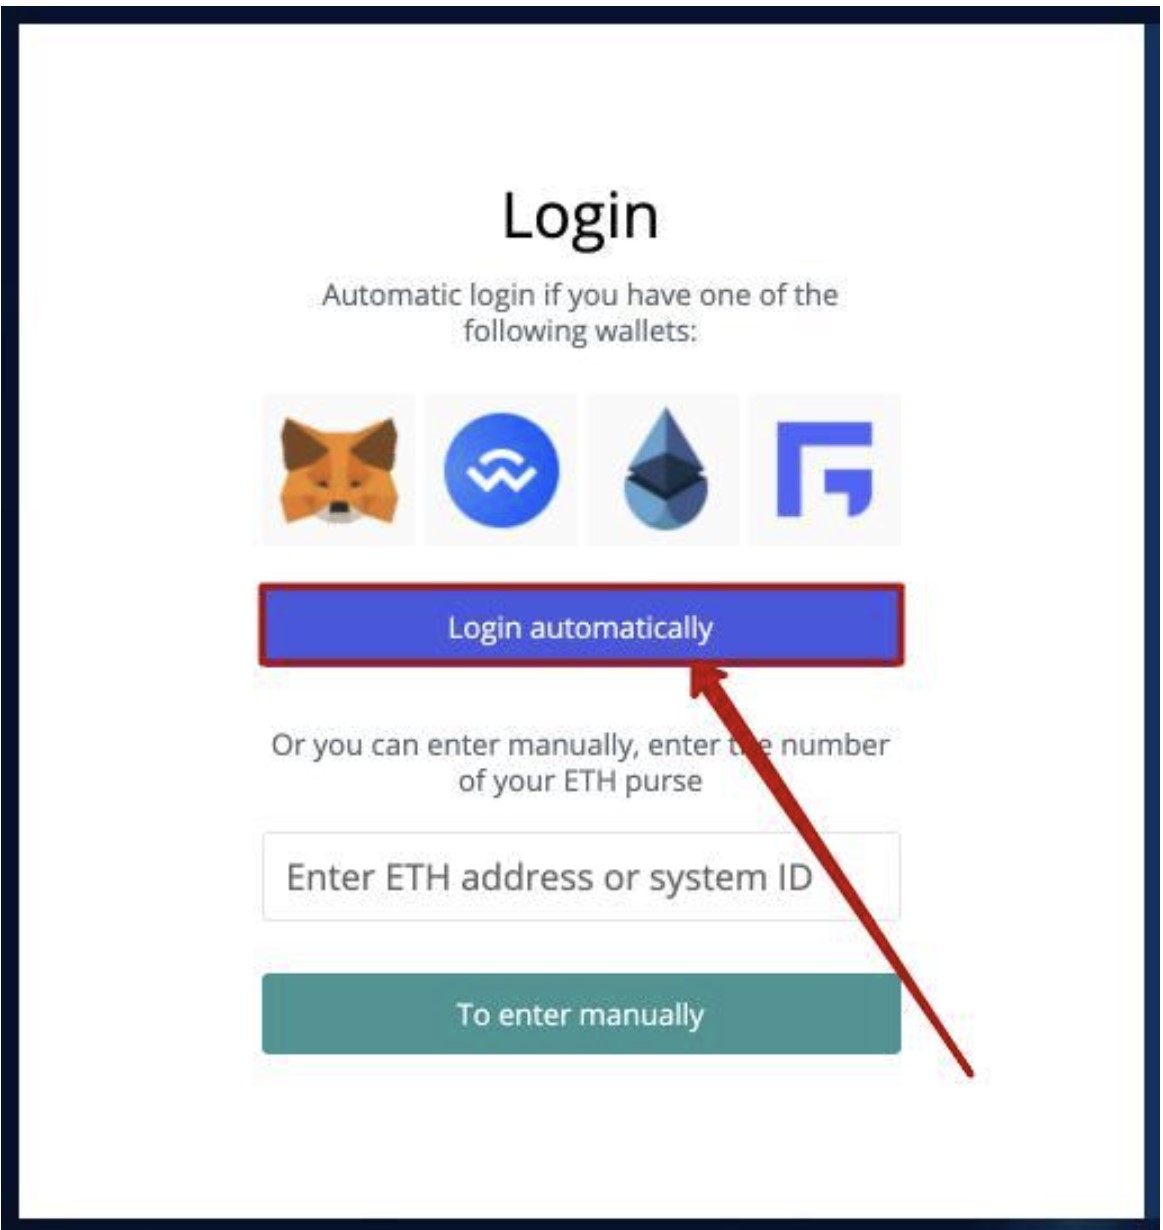 Login
Automatic login if you have one of the
following wallets:
Login automatically
Or you can enter manually, enter the number
of your ETH purse
Enter ETH address or system ID
To enter manually